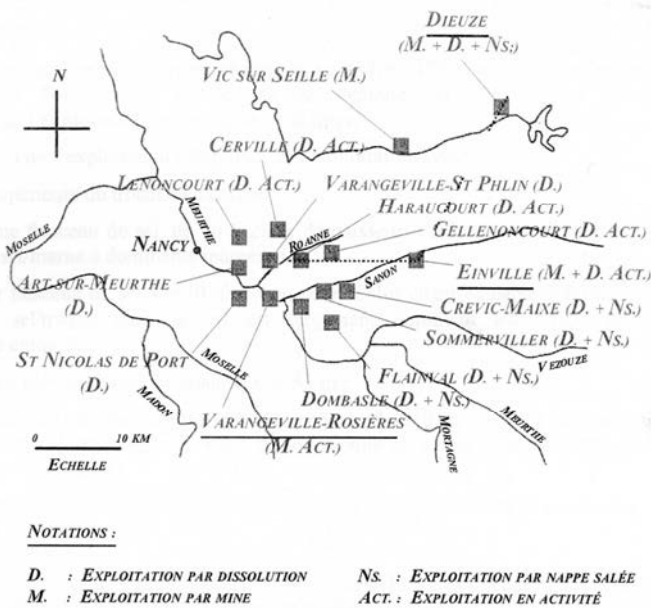 DIEUZE
(M. + D. + NS:)
N
VIC SUR SEILLE (M.)
CERVILLE (D. ACT.)
LENONCOURT (D. ACT.)
VARANGEVILLE-ST PHLIN (D.)
HARAUCOURT (D. ACT.)
GELLENONCOURT (D. ACT.)
MEURTHE
MOSELLE
NANCY
ROANNE
SANON
EINVILLE (M. + D. ACT.)
ART-SUR-MEURTHE
(D.)
CREVIC-MAIXE (D. + NS.)
SOMMERVILLER (D. + NS.)
VEZOUZE
ST NICOLAS DE PORT
(D.)
MOSELLE
FLAINVAL (D. + NS.)
MADON
DOMBASLE (D. + NS.)
MEURTHE
VARANGEVILLE-ROSIÈRES
(M. ACT.)
MORTAGNE
0 10 KM
ECHELLE
NOTATIONS :
D. : EXPLOITATION PAR DISSOLUTION NS. : EXPLOITATION PAR NAPPE SALÉE
M. : EXPLOITATION PAR MINE ACT. : EXPLOITATION EN ACTIVITÉ